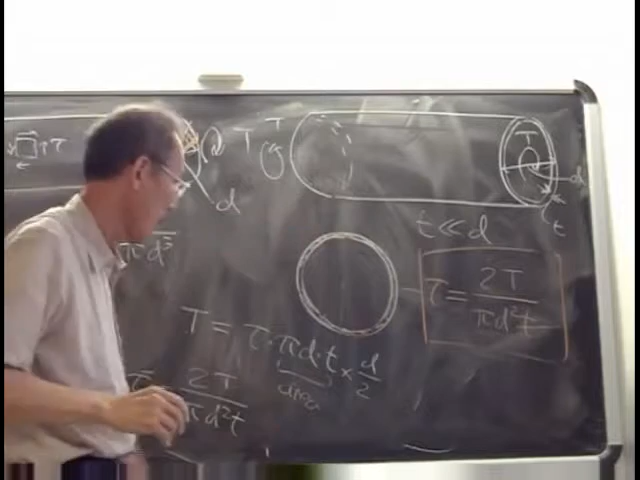 τ
T T
T
d
d
t
t ≪ d
πd³
τ = 2T / πd²t
T = τ · πd · t × d/2
area
τ = 2T / πd²t